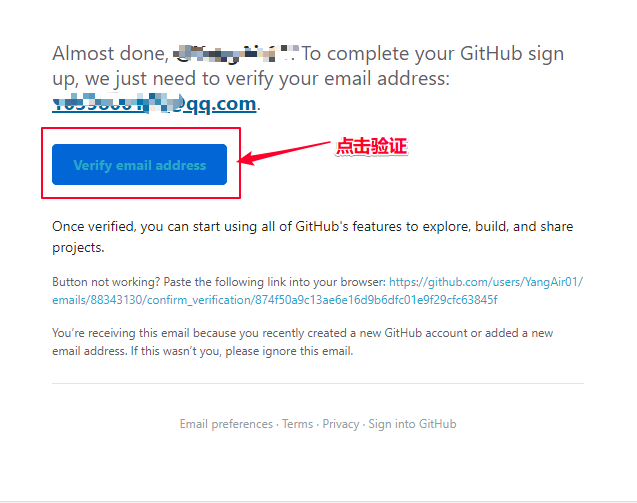 Almost done, To complete your GitHub sign
up, we just need to verify your email address:
@qq.com.
Verify email address
点击验证
Once verified, you can start using all of GitHub's features to explore, build, and share
projects.
Button not working? Paste the following link into your browser: https://github.com/users/YangAir01/
emails/88343130/confirm_verification/874f50a9c13ae6e16d9b6dfc01e9f29cfc63845f
You're receiving this email because you recently created a new GitHub account or added a new
email address. If this wasn't you, please ignore this email.
Email preferences · Terms · Privacy · Sign into GitHub